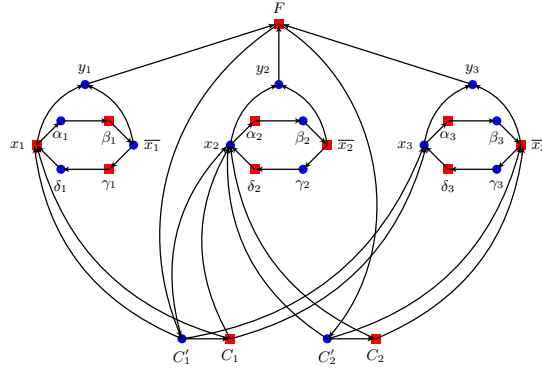 F
y₁ y₂ y₃
α₁ β₁ α₂ β₂ α₃ β₃
x₁ x̅₁ x₂ x̅₂ x₃ x̅₃
δ₁ γ₁ δ₂ γ₂ δ₃ γ₃
C′₁ C₁ C′₂ C₂